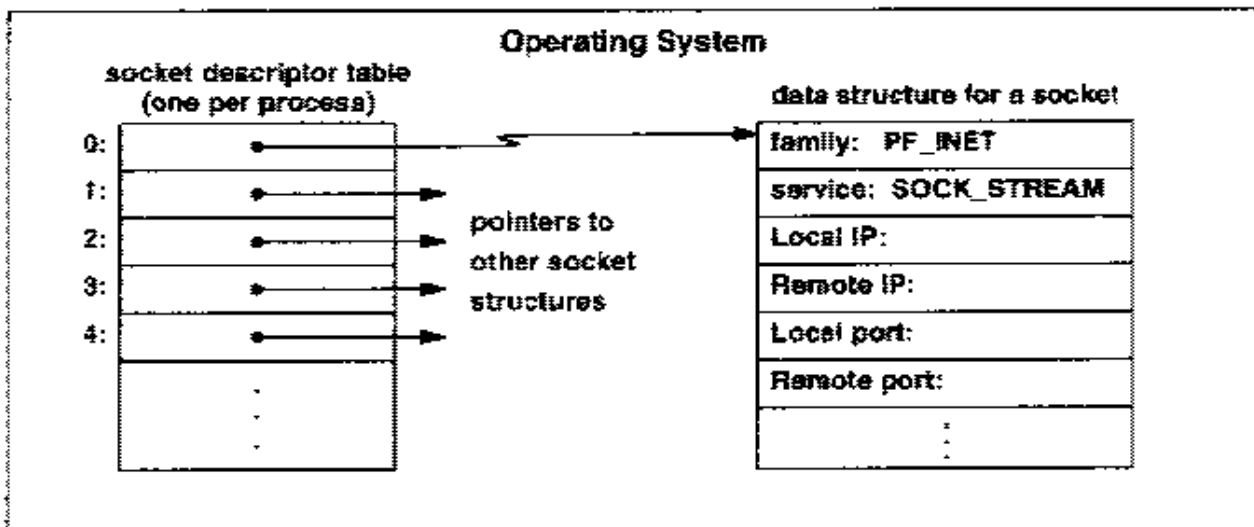 Operating System
socket descriptor table
(one per process)
0:
1:
2:
3:
4:
pointers to
other socket
structures
data structure for a socket
family: PF_INET
service: SOCK_STREAM
Local IP:
Remote IP:
Local port:
Remote port: